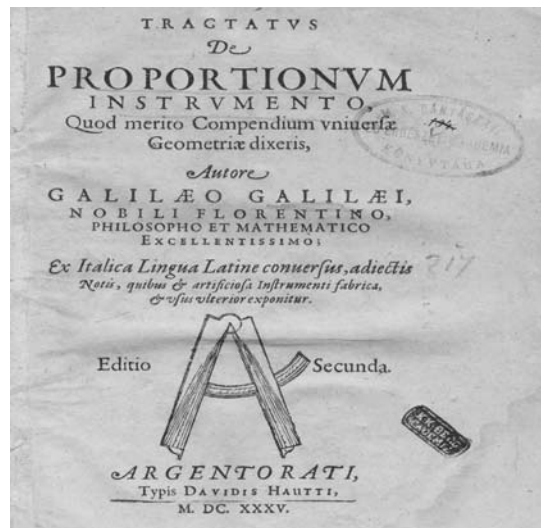 TRACTATVS
De
PROPORTIONVM
INSTRVMENTO,
Quod merito Compendium vniuersæ
Geometriæ dixeris,
Autore
GALILÆO GALILÆI,
NOBILI FLORENTINO,
PHILOSOPHO ET MATHEMATICO
EXCELLENTISSIMO;
Ex Italica Lingua Latine conuersus, adiectis
Notis, quibus & artificiosa Instrumenti fabrica,
& vsus vlterior exponitur.
Editio Secunda.
ARGENTORATI,
Typis DAVIDIS HAUTTI,
M. DC. XXXV.
217